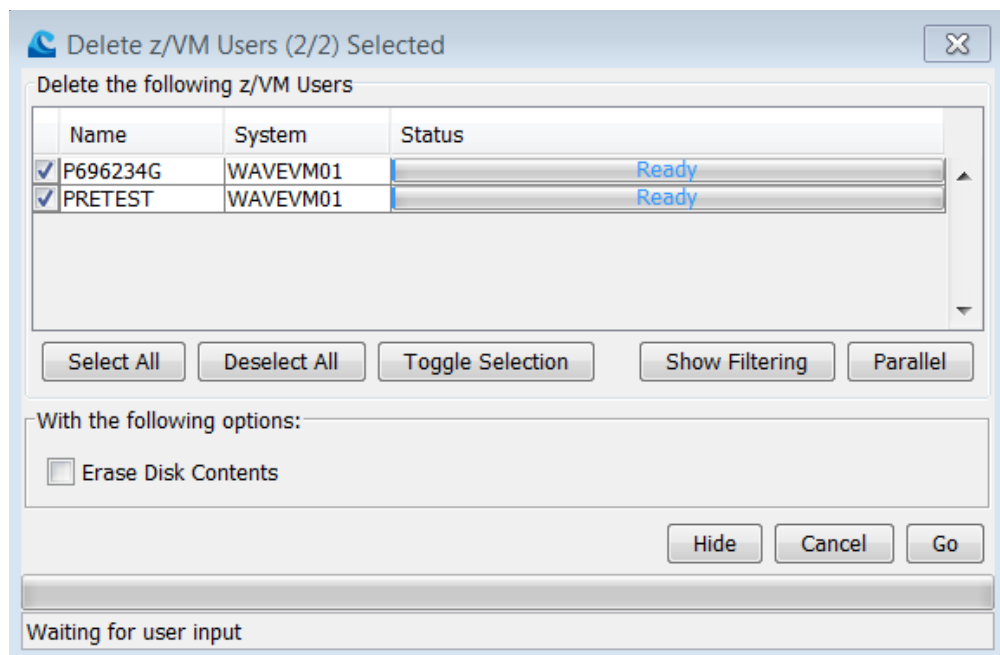 Delete z/VM Users (2/2) Selected
Delete the following z/VM Users
Name System Status
P696234G WAVEVM01 Ready
PRETEST WAVEVM01 Ready
Select All Deselect All Toggle Selection Show Filtering Parallel
With the following options:
Erase Disk Contents
Hide Cancel Go
Waiting for user input